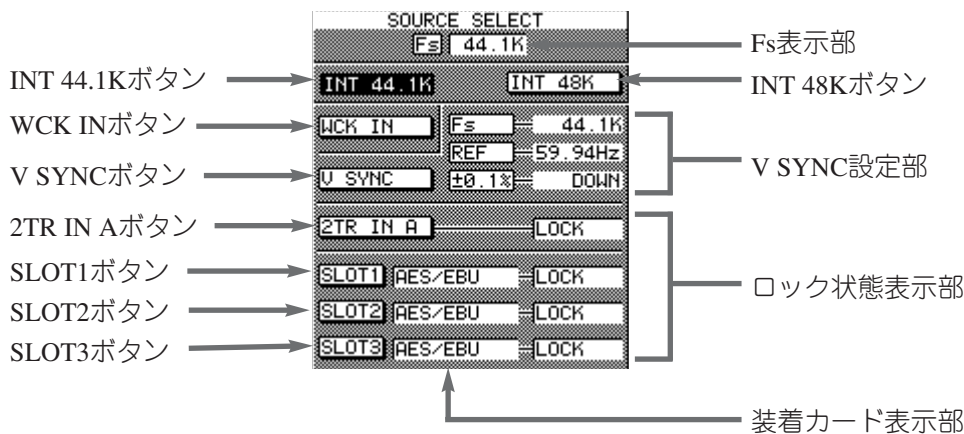 SOURCE SELECT
Fs 44.1K
Fs表示部
INT 44.1Kボタン
INT 44.1K
INT 48K
INT 48Kボタン
WCK INボタン
WCK IN
Fs 44.1K
REF 59.94Hz
V SYNC設定部
V SYNCボタン
V SYNC
±0.1% DOWN
2TR IN Aボタン
2TR IN A LOCK
SLOT1ボタン
SLOT1 AES/EBU LOCK
ロック状態表示部
SLOT2ボタン
SLOT2 AES/EBU LOCK
SLOT3ボタン
SLOT3 AES/EBU LOCK
装着カード表示部